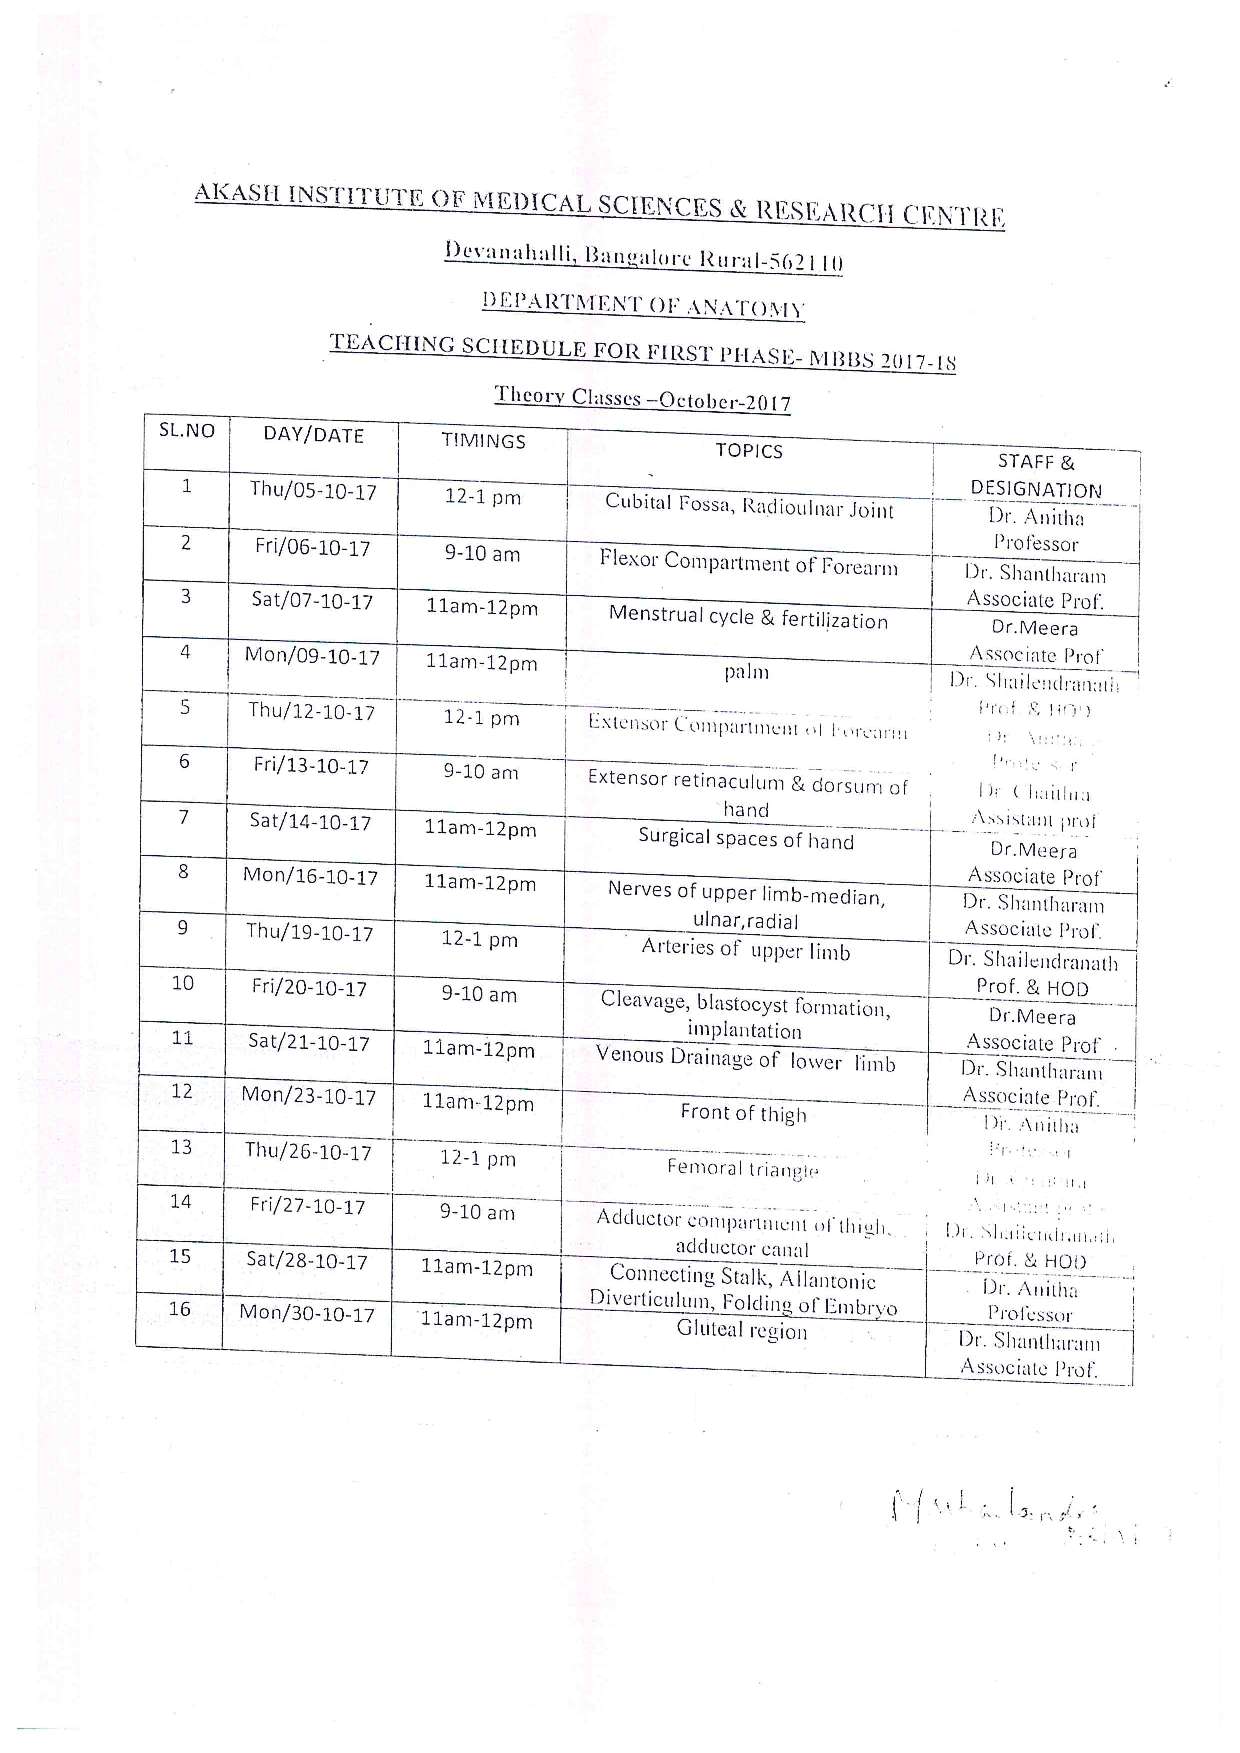 AKASH INSTITUTE OF MEDICAL SCIENCES & RESEARCH CENTRE
Devanahalli, Bangalore Rural-562110
DEPARTMENT OF ANATOMY
TEACHING SCHEDULE FOR FIRST PHASE- MBBS 2017-18
Theory Classes –October-2017
SL.NO DAY/DATE TIMINGS TOPICS STAFF & DESIGNATION
1 Thu/05-10-17 12-1 pm Cubital Fossa, Radioulnar Joint Dr. Anitha Professor
2 Fri/06-10-17 9-10 am Flexor Compartment of Forearm Dr. Shantharam Associate Prof.
3 Sat/07-10-17 11am-12pm Menstrual cycle & fertilization Dr.Meera Associate Prof
4 Mon/09-10-17 11am-12pm palm Dr. Shailendranath Prof & HOD
5 Thu/12-10-17 12-1 pm Extensor Compartment of Forearm Dr
6 Fri/13-10-17 9-10 am Extensor retinaculum & dorsum of hand Dr Assistant prof
7 Sat/14-10-17 11am-12pm Surgical spaces of hand Dr.Meera Associate Prof
8 Mon/16-10-17 11am-12pm Nerves of upper limb-median, ulnar,radial Dr. Shantharam Associate Prof.
9 Thu/19-10-17 12-1 pm Arteries of upper limb Dr. Shailendranath Prof. & HOD
10 Fri/20-10-17 9-10 am Cleavage, blastocyst formation, implantation Dr.Meera Associate Prof
11 Sat/21-10-17 11am-12pm Venous Drainage of lower limb Dr. Shantharam Associate Prof.
12 Mon/23-10-17 11am-12pm Front of thigh Dr. Anitha
13 Thu/26-10-17 12-1 pm Femoral triangle
14 Fri/27-10-17 9-10 am Adductor compartment of thigh, adductor canal Dr. Shailendranath Prof. & HOD
15 Sat/28-10-17 11am-12pm Connecting Stalk, Allantonic Diverticulum, Folding of Embryo Dr. Anitha Professor
16 Mon/30-10-17 11am-12pm Gluteal region Dr. Shantharam Associate Prof.